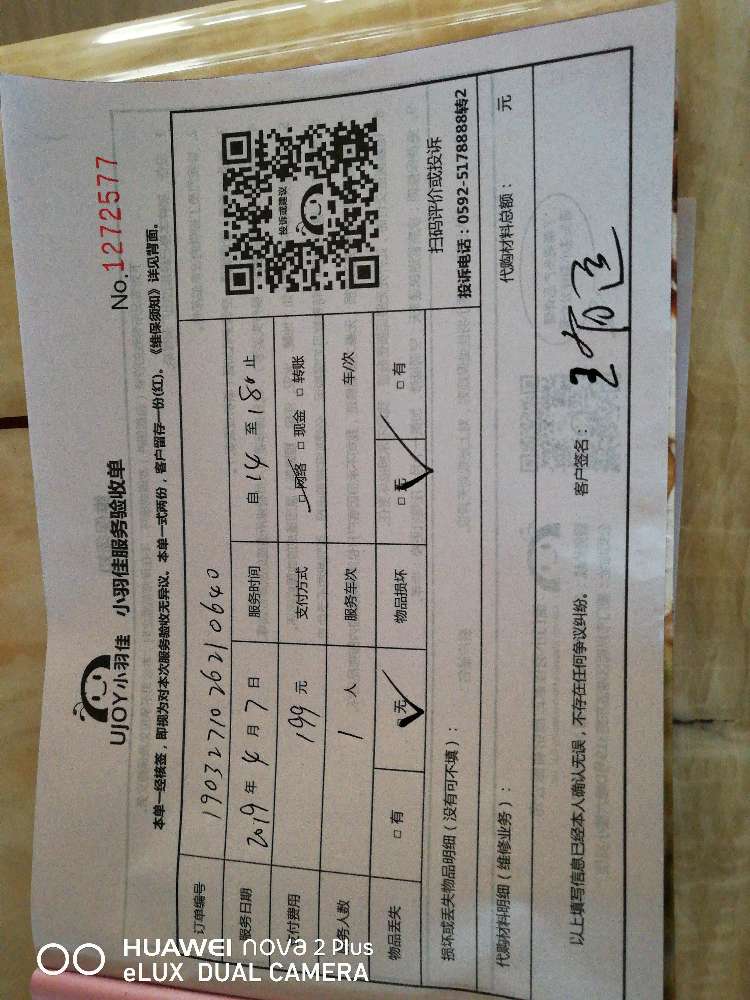 UJOY小羽佳 小羽佳服务验收单
No.1272577
本单一经核签，即视为对本次服务验收无异议。本单一式两份，客户留存一份(红)。《维保须知》详见背面。
订单编号 1903271026210640
服务日期 2019年4月7日 服务时间 自14至18止
支付费用 199元 支付方式 □网络 □现金 □转账
务人数 1人 服务车次 车/次
物品丢失 □有 无 物品损坏 □无 □有
投诉或建议
扫码评价或投诉
投诉电话：0592-5178888转2
损坏或丢失物品明细（没有可不填）：
代购材料明细（维修业务）： 代购材料总额： 元
以上填写信息已经本人确认无误，不存在任何争议纠纷。 客户签名：
HUAWEI nova 2 Plus
eLUX DUAL CAMERA